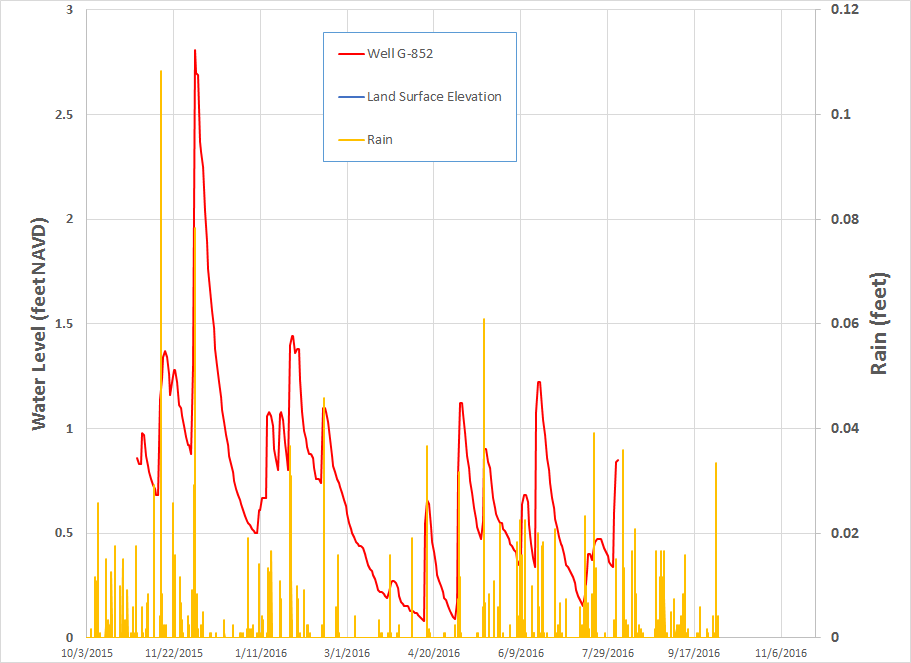 3
2.5
2
1.5
1
0.5
0
Water Level (feet NAVD)
Well G-852
Land Surface Elevation
Rain
0.12
0.1
0.08
0.06
0.04
0.02
0
Rain (feet)
10/3/2015 11/22/2015 1/11/2016 3/1/2016 4/20/2016 6/9/2016 7/29/2016 9/17/2016 11/6/2016